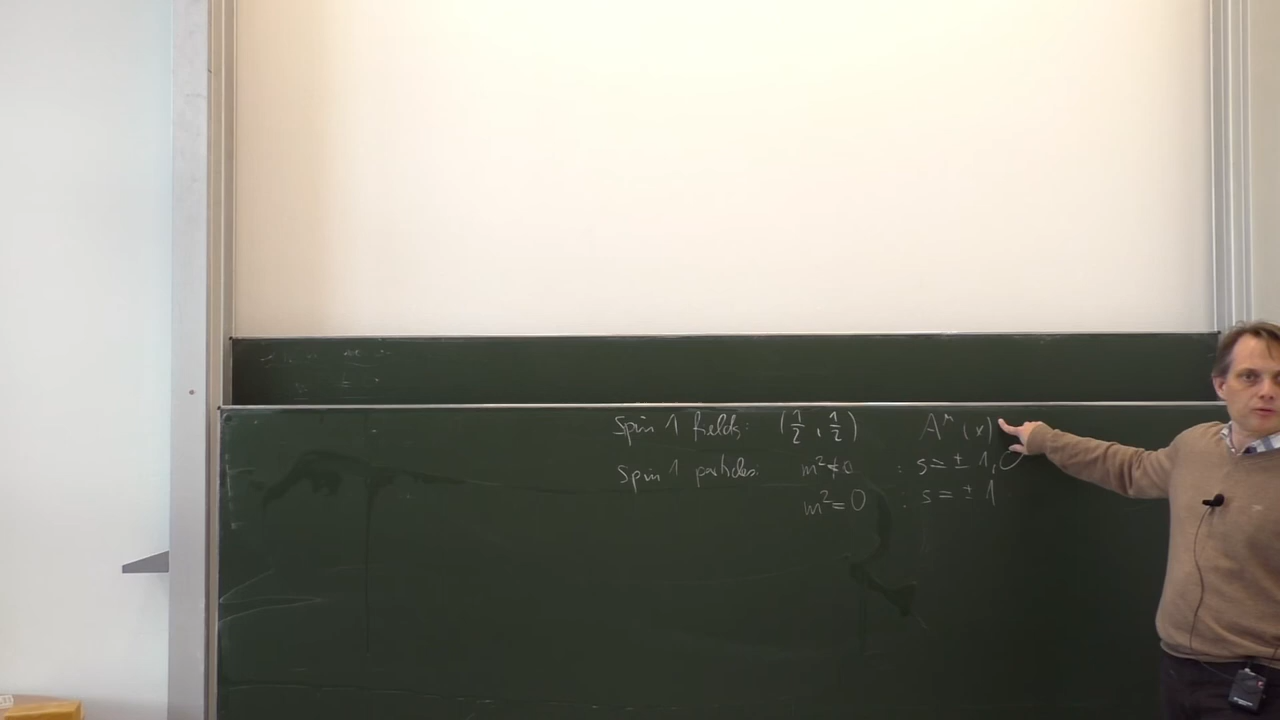 Spin 1 fields: (1/2, 1/2) A^μ(x)
Spin 1 particles: m²≠0 : s=±1,0
m²=0 : s=±1